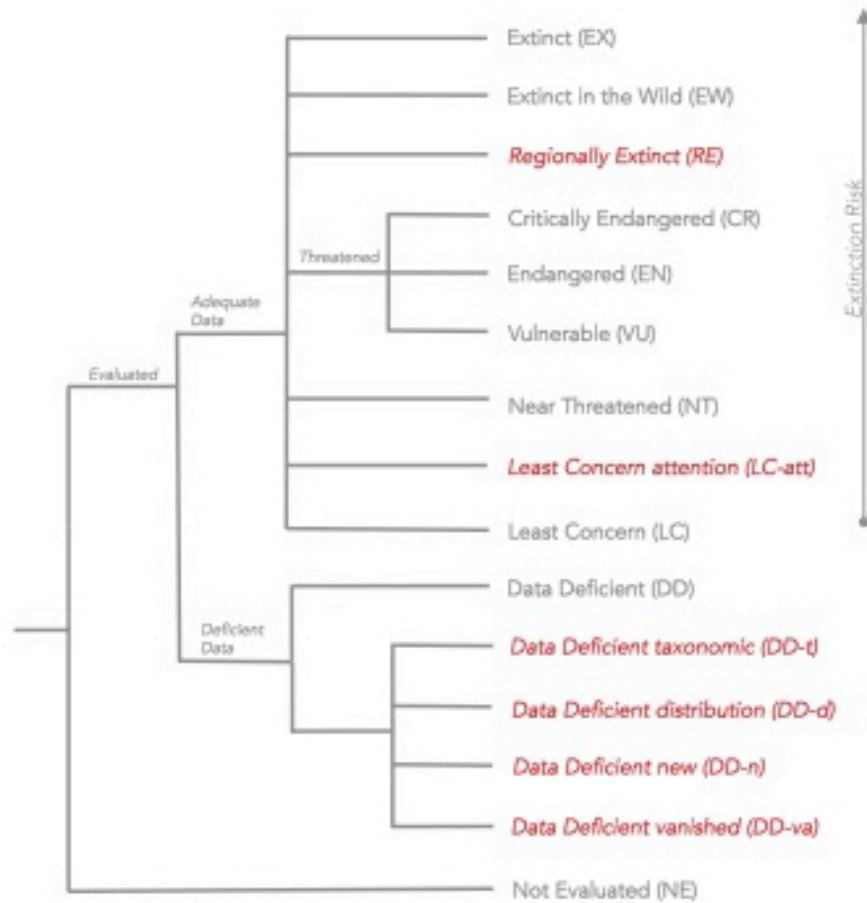 Extinct (EX)
Extinct in the Wild (EW)
Regionally Extinct (RE)
Critically Endangered (CR)
Threatened
Endangered (EN)
Adequate
Data
Vulnerable (VU)
Evaluated
Near Threatened (NT)
Least Concern attention (LC-att)
Least Concern (LC)
Data Deficient (DD)
Deficient
Data
Data Deficient taxonomic (DD-t)
Data Deficient distribution (DD-d)
Data Deficient new (DD-n)
Data Deficient vanished (DD-va)
Not Evaluated (NE)
Extinction Risk